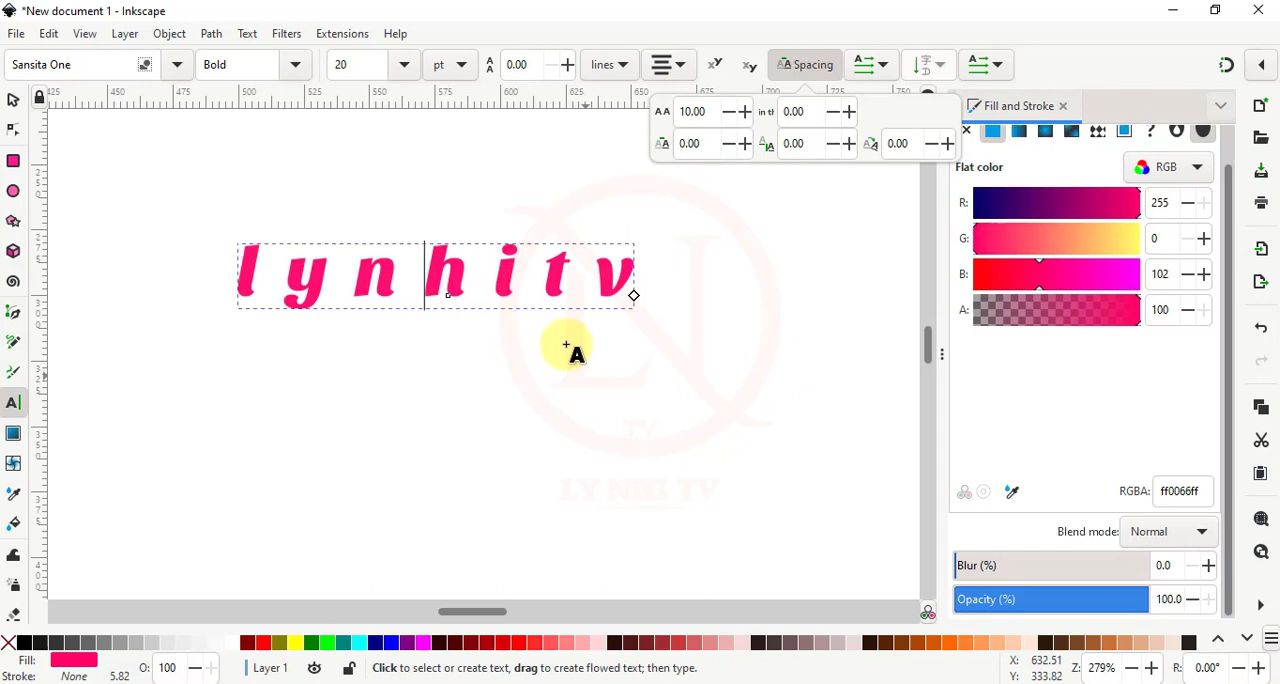 *New document 1 - Inkscape
File Edit View Layer Object Path Text Filters Extensions Help
Sansita One Bold 20 pt 0.00 lines Spacing
10.00 0.00
0.00 0.00 0.00
Fill and Stroke
Flat color RGB
R: 255
G: 0
B: 102
A: 100
l y n h i t v
LN
TV
LY NHI TV
RGBA: ff0066ff
Blend mode: Normal
Blur (%) 0.0
Opacity (%) 100.0
Fill:
Stroke: None 5.82
O: 100
Layer 1
Click to select or create text, drag to create flowed text; then type.
X: 632.51
Y: 333.82
Z: 279%
R: 0.00°